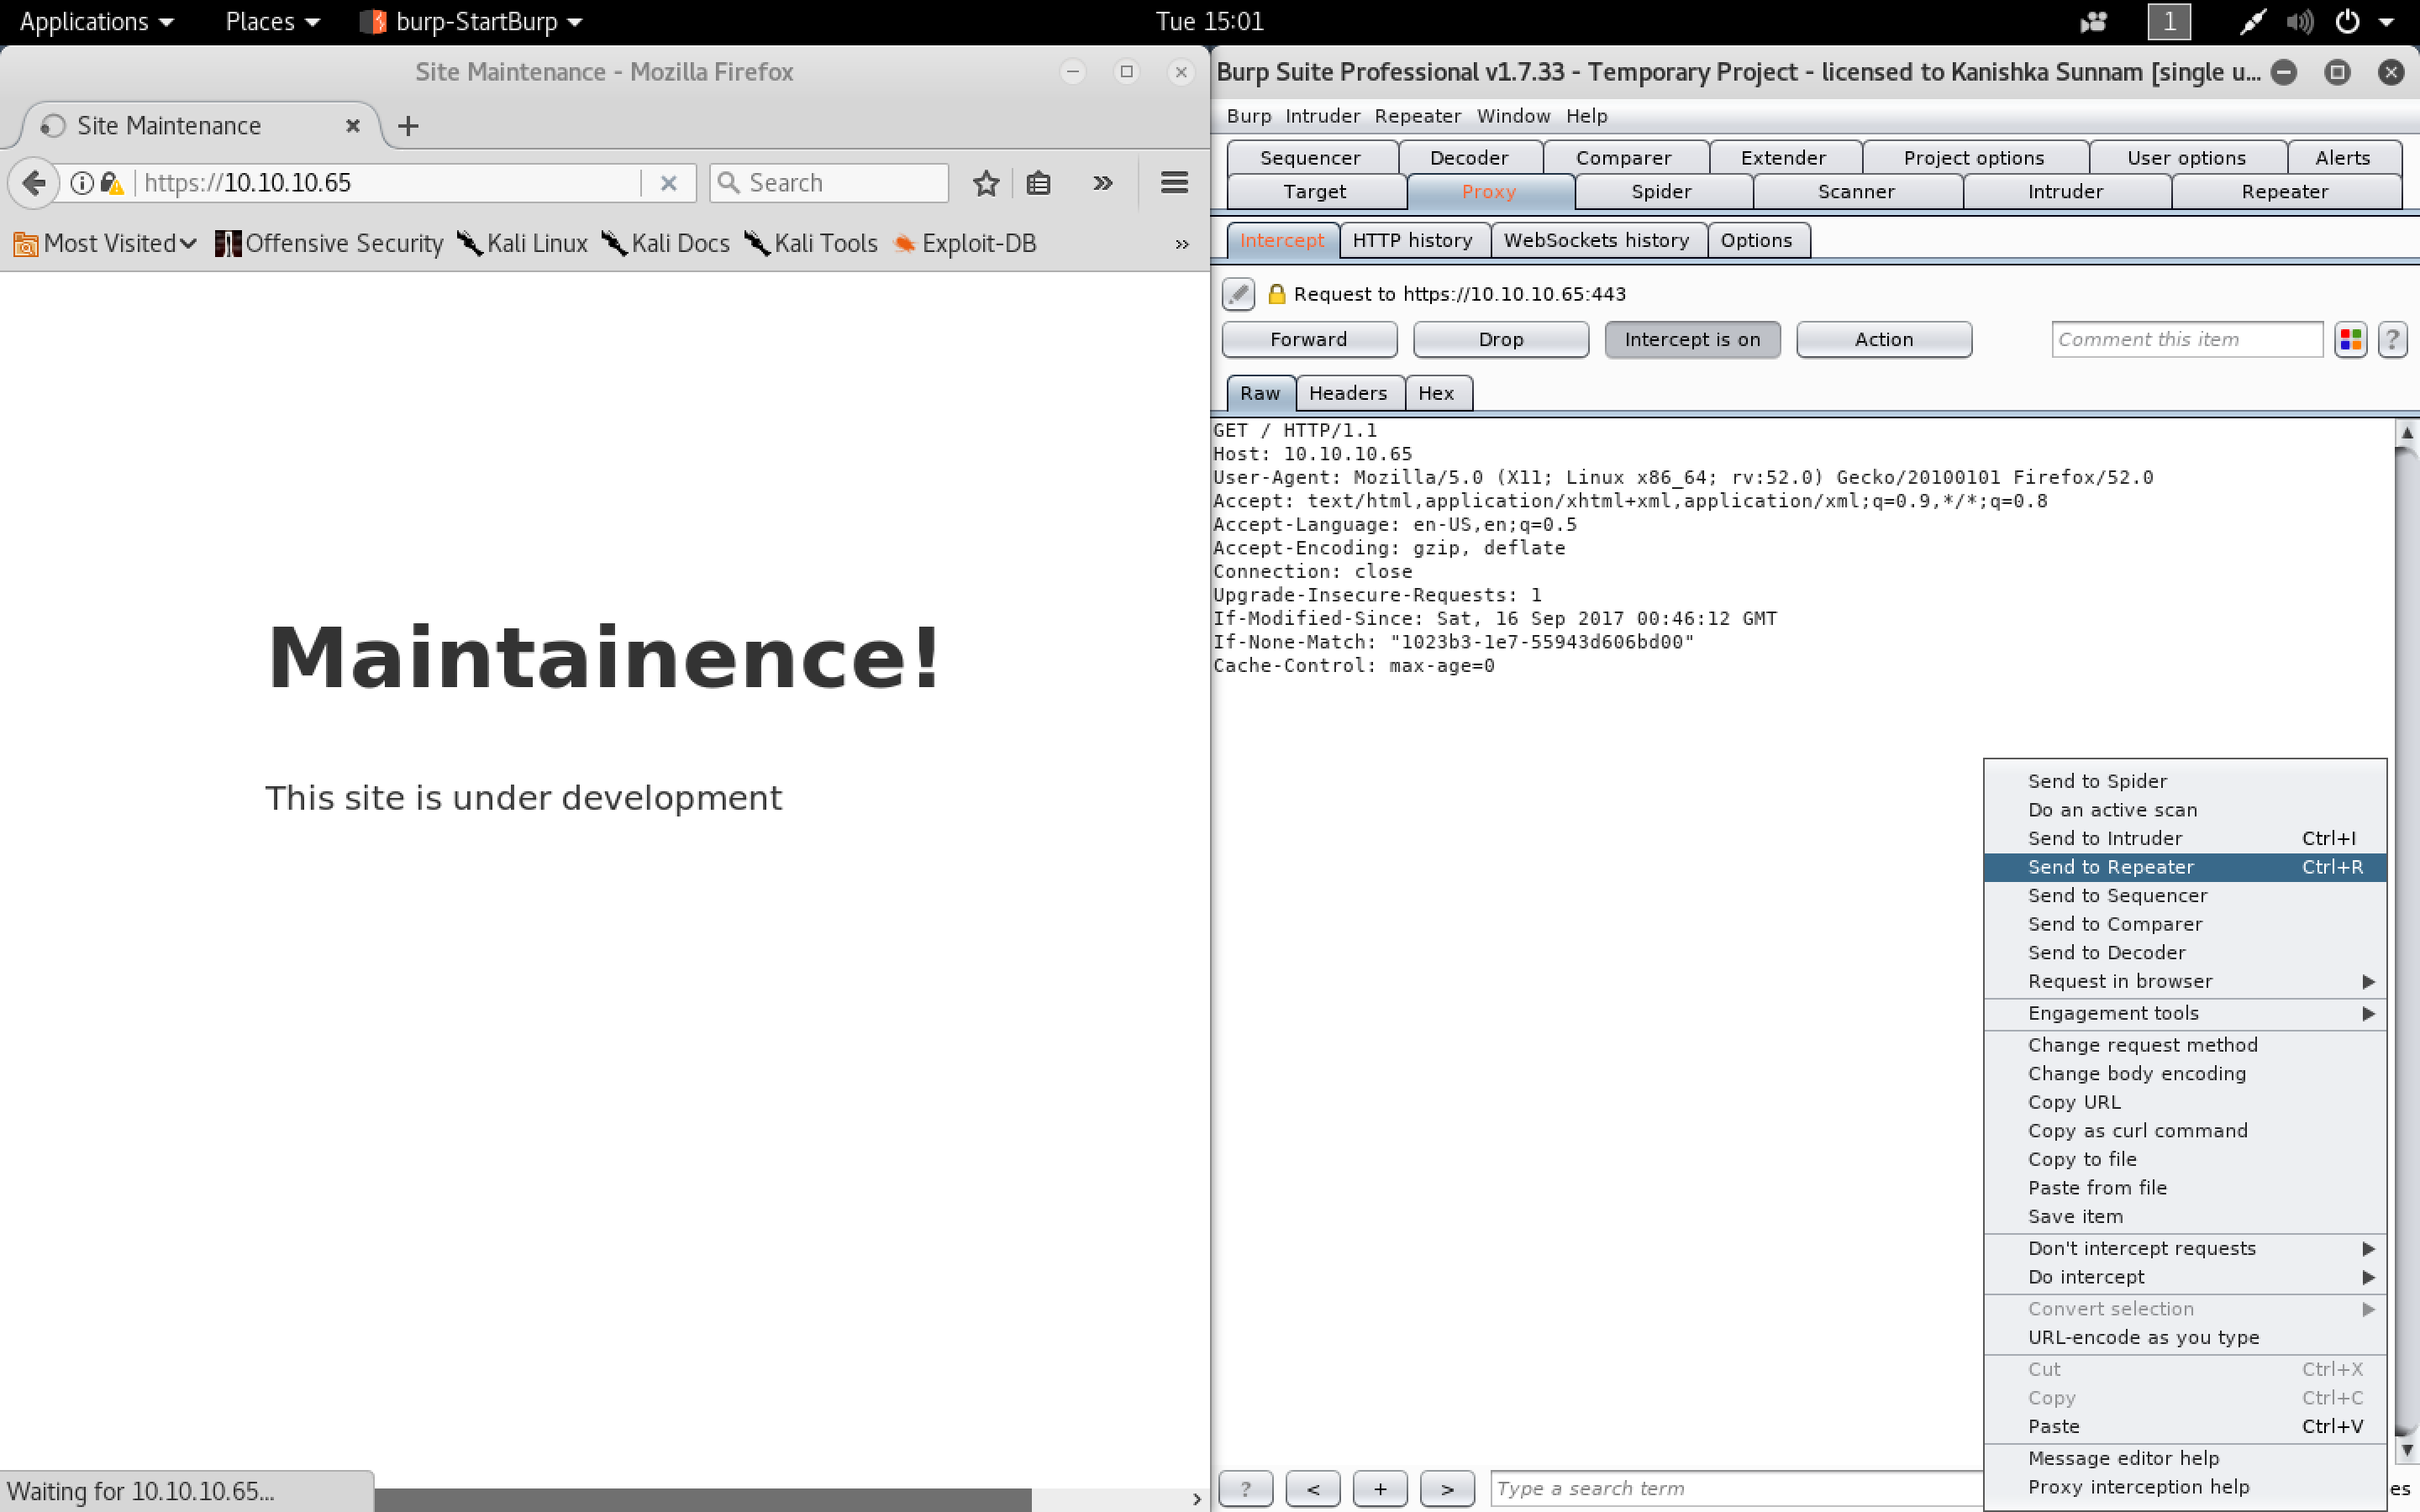 Applications Places burp-StartBurp Tue 15:01 1
Site Maintenance - Mozilla Firefox
Site Maintenance
https://10.10.10.65 Search
Most Visited Offensive Security Kali Linux Kali Docs Kali Tools Exploit-DB »
Maintainence!
This site is under development
Waiting for 10.10.10.65...
Burp Suite Professional v1.7.33 - Temporary Project - licensed to Kanishka Sunnam [single u...
Burp Intruder Repeater Window Help
Sequencer Decoder Comparer Extender Project options User options Alerts
Target Proxy Spider Scanner Intruder Repeater
Intercept HTTP history WebSockets history Options
Request to https://10.10.10.65:443
Forward Drop Intercept is on Action Comment this item ?
Raw Headers Hex
GET / HTTP/1.1
Host: 10.10.10.65
User-Agent: Mozilla/5.0 (X11; Linux x86_64; rv:52.0) Gecko/20100101 Firefox/52.0
Accept: text/html,application/xhtml+xml,application/xml;q=0.9,*/*;q=0.8
Accept-Language: en-US,en;q=0.5
Accept-Encoding: gzip, deflate
Connection: close
Upgrade-Insecure-Requests: 1
If-Modified-Since: Sat, 16 Sep 2017 00:46:12 GMT
If-None-Match: "1023b3-1e7-55943d606bd00"
Cache-Control: max-age=0
Send to Spider
Do an active scan
Send to Intruder Ctrl+I
Send to Repeater Ctrl+R
Send to Sequencer
Send to Comparer
Send to Decoder
Request in browser
Engagement tools
Change request method
Change body encoding
Copy URL
Copy as curl command
Copy to file
Paste from file
Save item
Don't intercept requests
Do intercept
Convert selection
URL-encode as you type
Cut Ctrl+X
Copy Ctrl+C
Paste Ctrl+V
Message editor help
Proxy interception help
? < + > Type a search term es